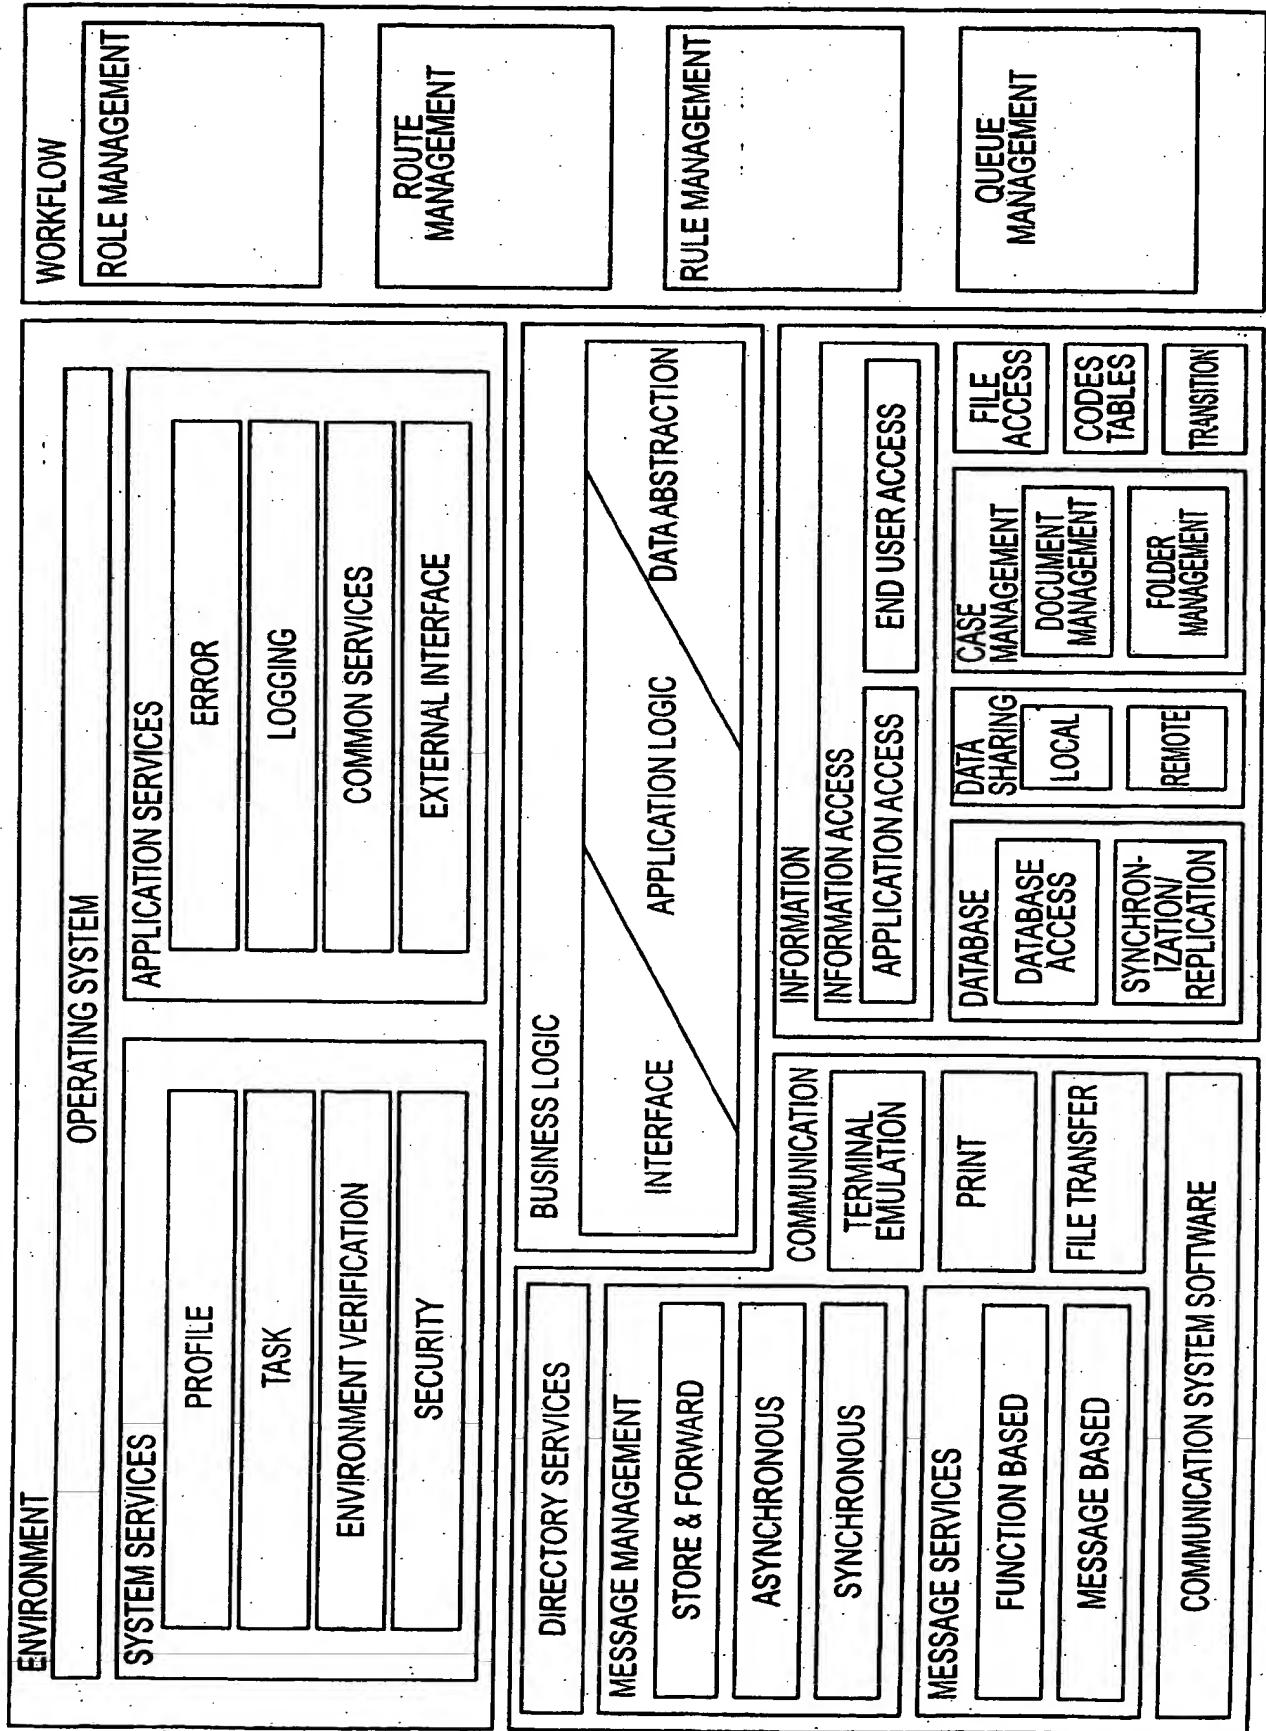 ENVIRONMENT
OPERATING SYSTEM
SYSTEM SERVICES
PROFILE
TASK
ENVIRONMENT VERIFICATION
SECURITY
APPLICATION SERVICES
ERROR
LOGGING
COMMON SERVICES
EXTERNAL INTERFACE
DIRECTORY SERVICES
MESSAGE MANAGEMENT
STORE & FORWARD
ASYNCHRONOUS
SYNCHRONOUS
MESSAGE SERVICES
FUNCTION BASED
MESSAGE BASED
COMMUNICATION
TERMINAL
EMULATION
PRINT
FILE TRANSFER
COMMUNICATION SYSTEM SOFTWARE
BUSINESS LOGIC
INTERFACE
APPLICATION LOGIC
DATA ABSTRACTION
INFORMATION
INFORMATION ACCESS
APPLICATION ACCESS
END USER ACCESS
DATABASE
DATABASE
ACCESS
SYNCHRON-
IZATION/
REPLICATION
DATA
SHARING
LOCAL
REMOTE
CASE
MANAGEMENT
DOCUMENT
MANAGEMENT
FOLDER
MANAGEMENT
FILE
ACCESS
CODES
TABLES
TRANSITION
WORKFLOW
ROLE MANAGEMENT
ROUTE
MANAGEMENT
RULE MANAGEMENT
QUEUE
MANAGEMENT